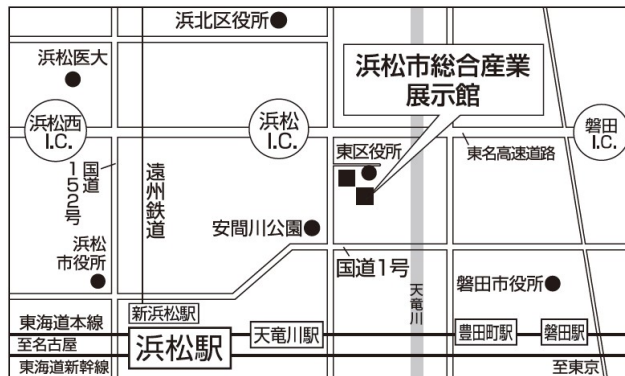 浜北区役所
浜松医大
浜松市総合産業
展示館
浜松西
I.C.
浜松
I.C.
磐田
I.C.
東区役所
東名高速道路
国道152号
遠州鉄道
安間川公園
浜松
市役所
国道1号
天竜川
磐田市役所
新浜松駅
東海道本線
天竜川駅
豊田町駅
磐田駅
至名古屋
浜松駅
東海道新幹線
至東京